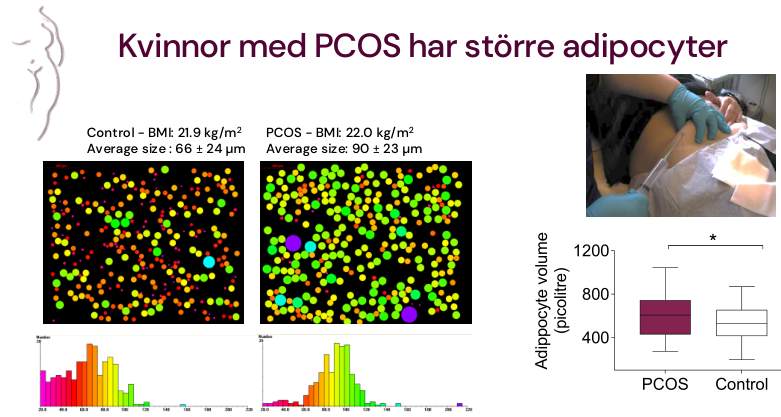 Kvinnor med PCOS har större adipocyter
Control - BMI: 21.9 kg/m²
Average size : 66 ± 24 µm
PCOS - BMI: 22.0 kg/m²
Average size: 90 ± 23 µm
Adippocyte volume
(picolitre)
1200
800
400
*
PCOS
Control